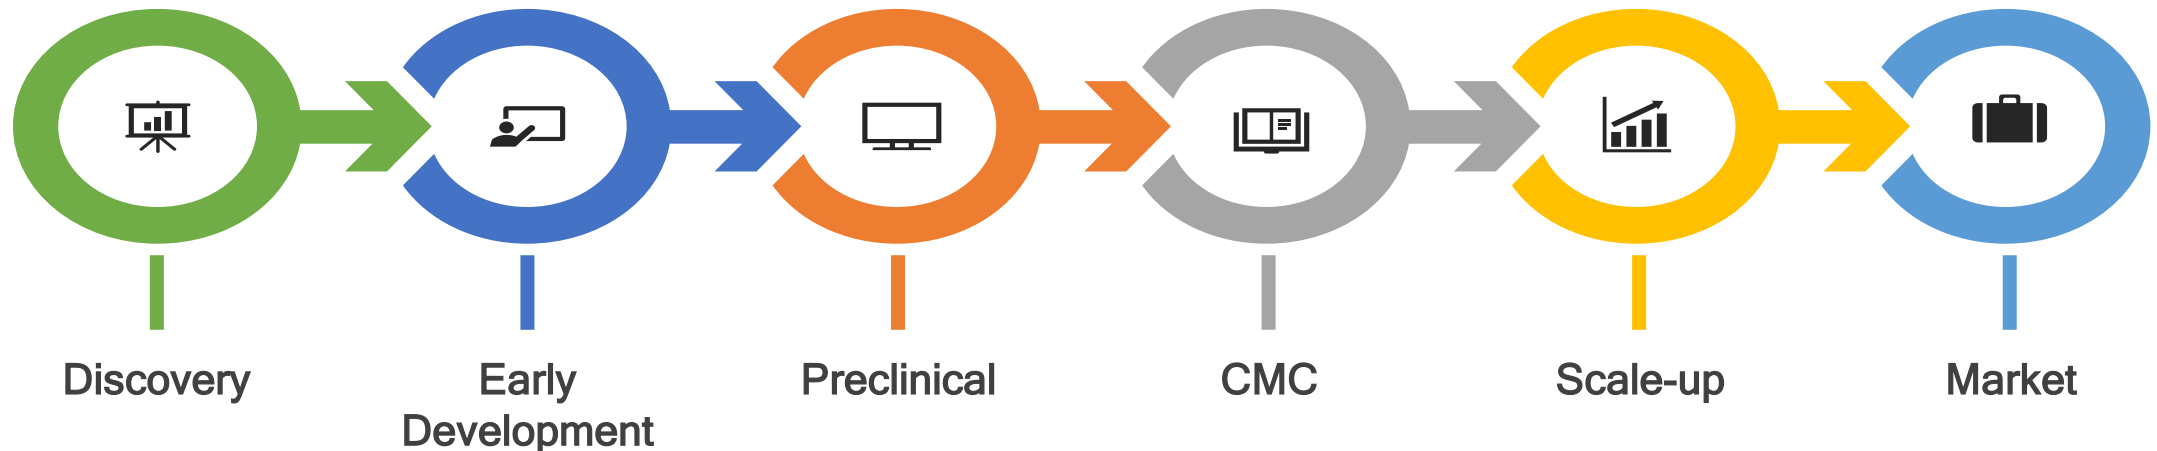 Discovery
Early
Development
Preclinical
CMC
Scale-up
Market